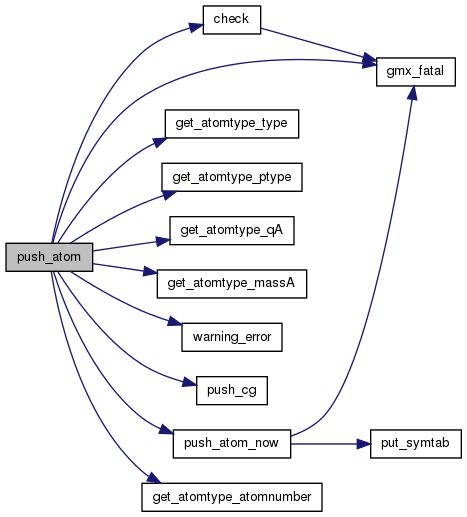 check
gmx_fatal
get_atomtype_type
get_atomtype_ptype
get_atomtype_qA
push_atom
get_atomtype_massA
warning_error
push_cg
push_atom_now
put_symtab
get_atomtype_atomnumber